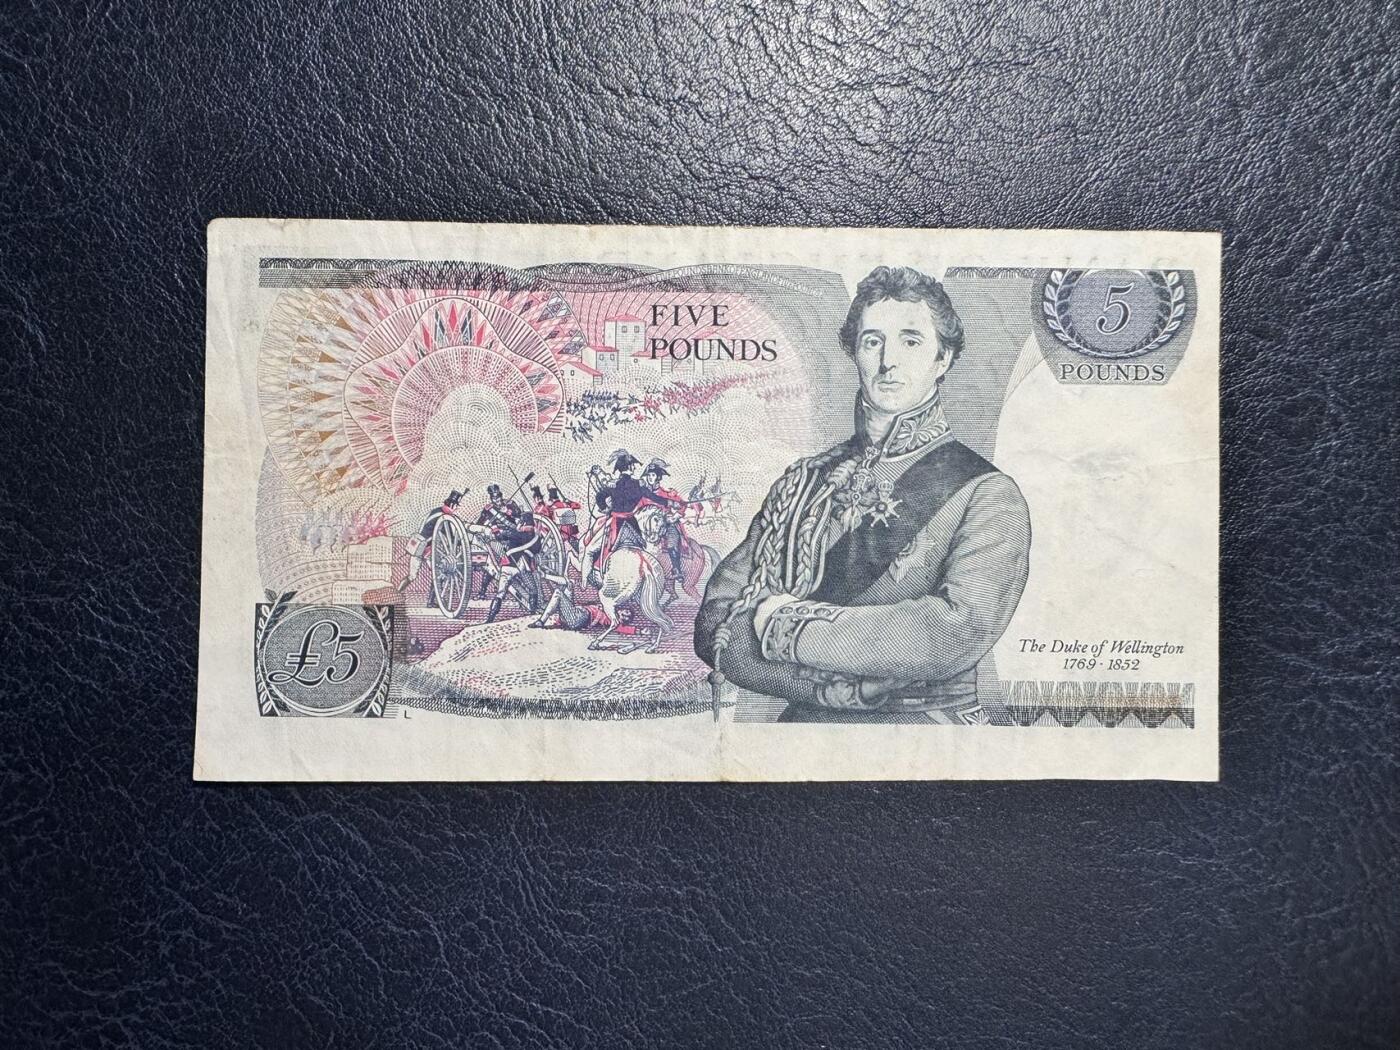 FIVE
POUNDS
5
POUNDS
The Duke of Wellington
1769 · 1852
£5
L